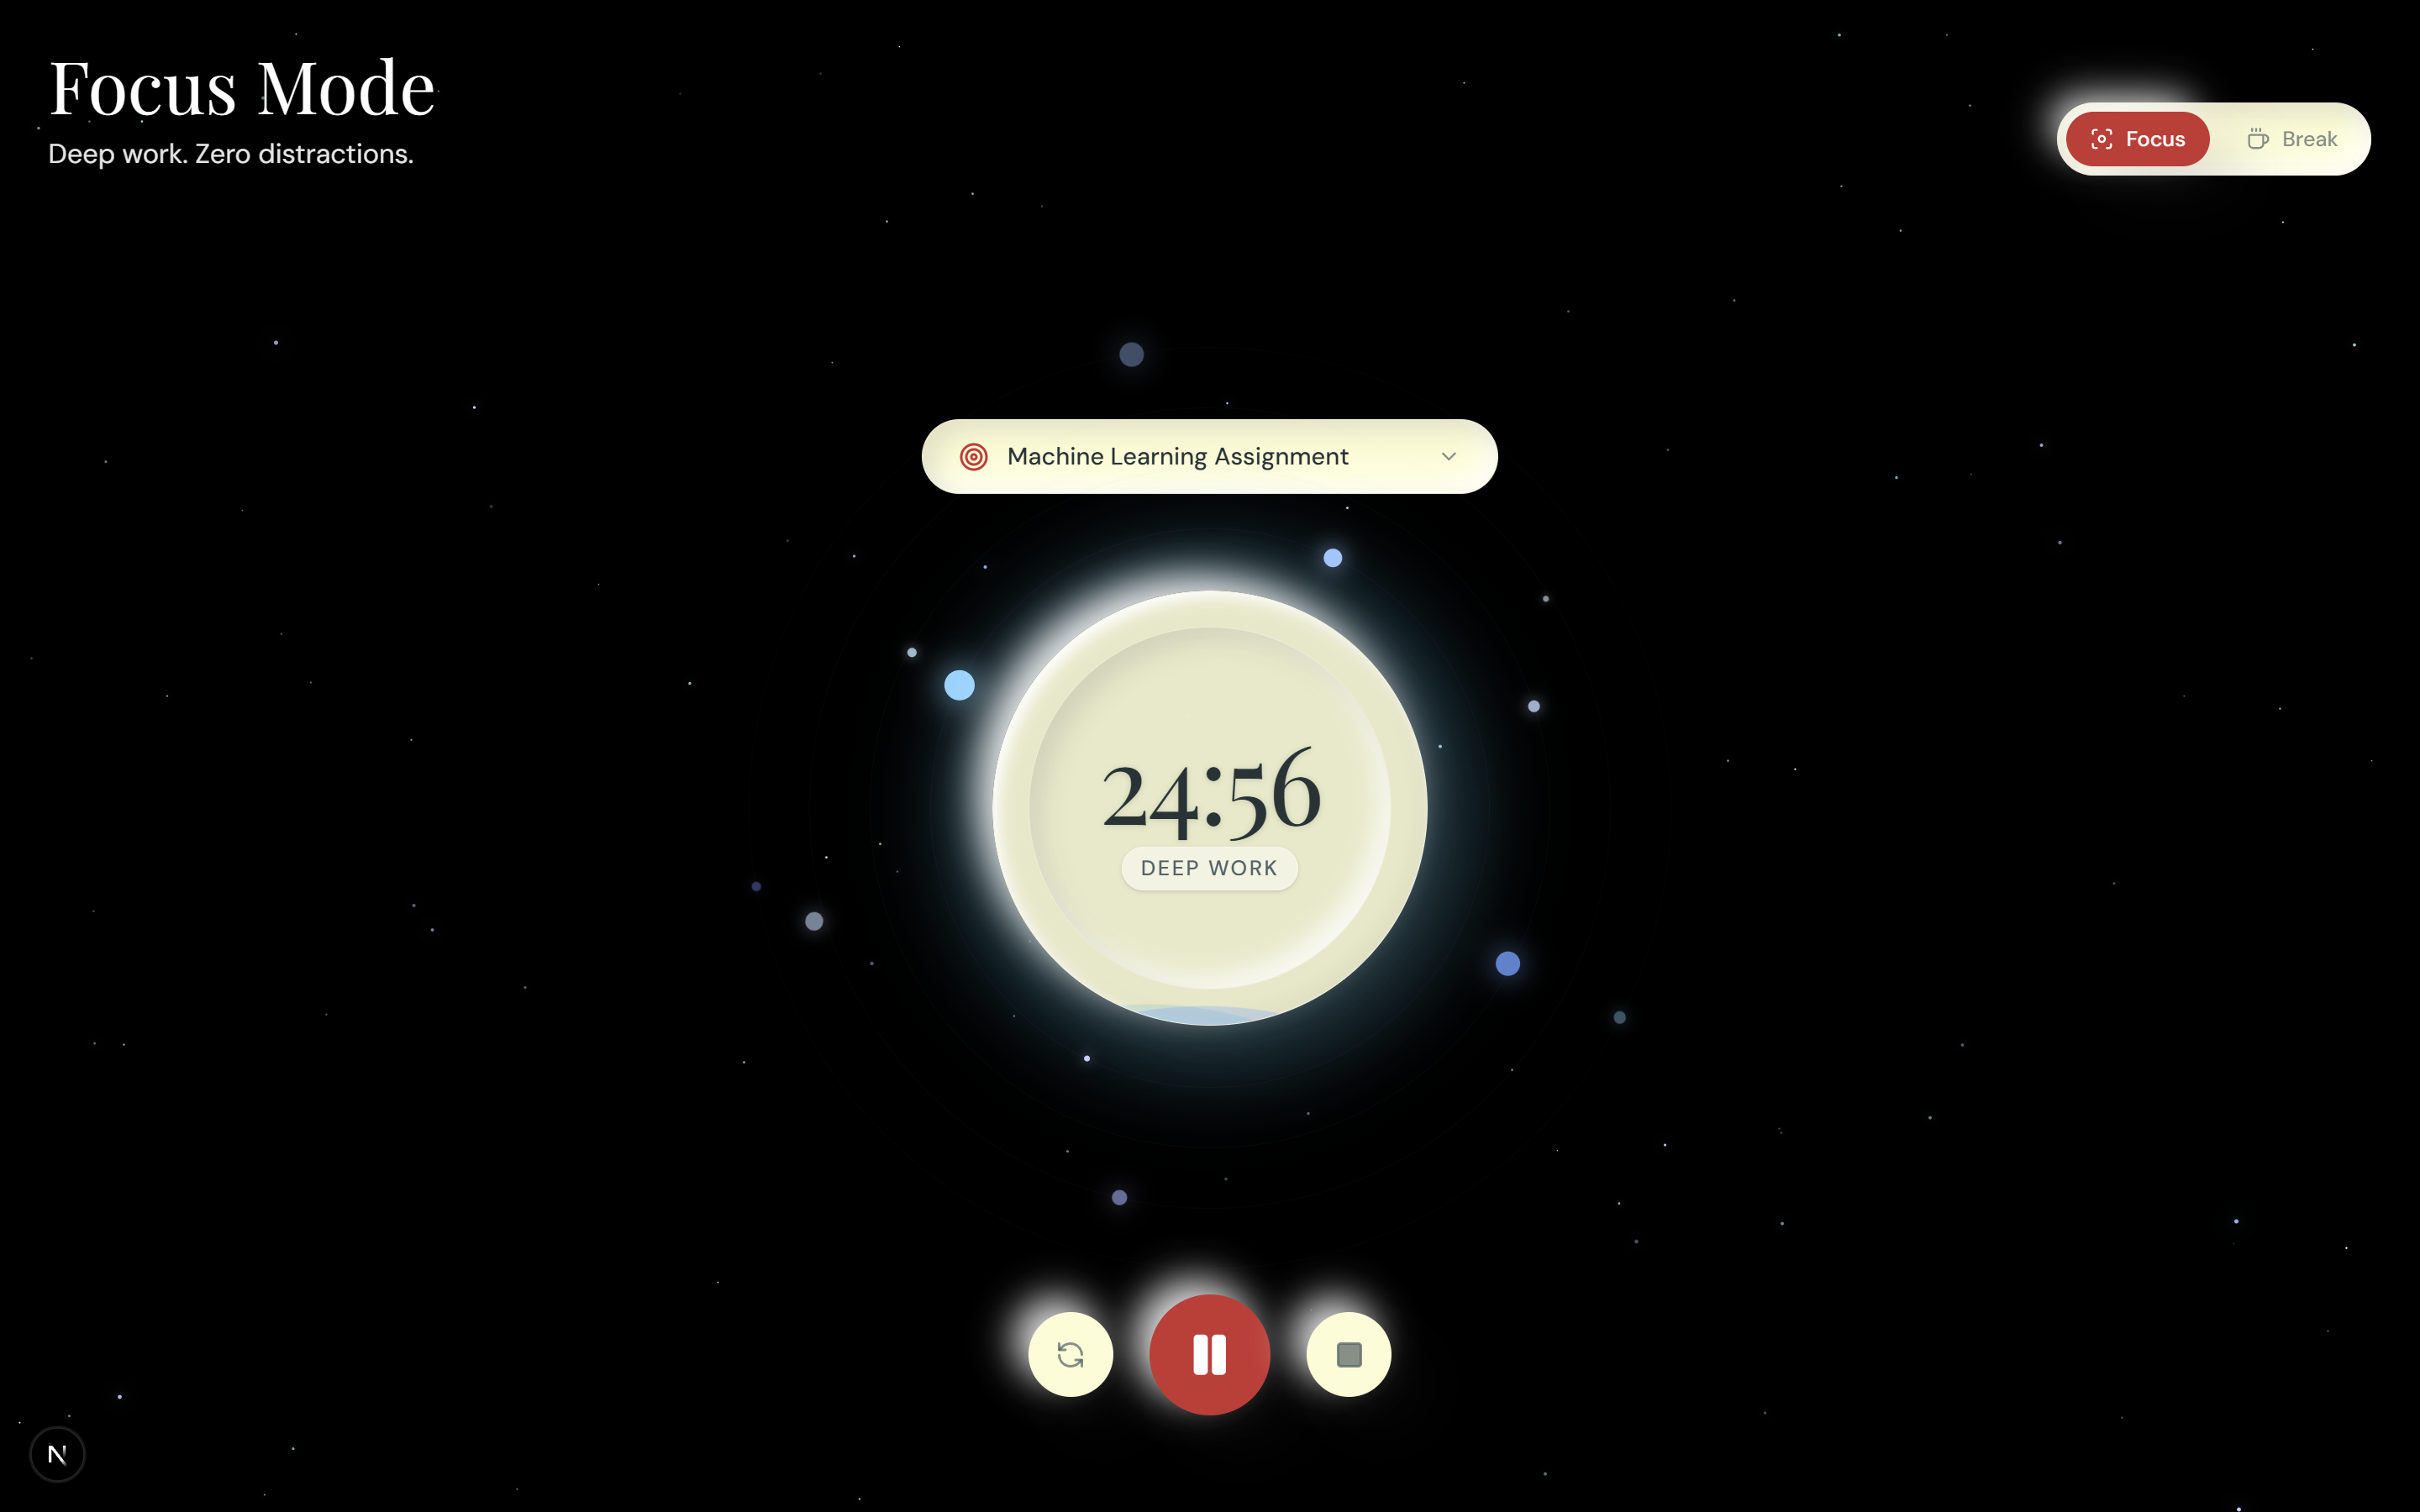 Focus Mode
Deep work. Zero distractions.
Focus
Break
Machine Learning Assignment
24:56
DEEP WORK
N